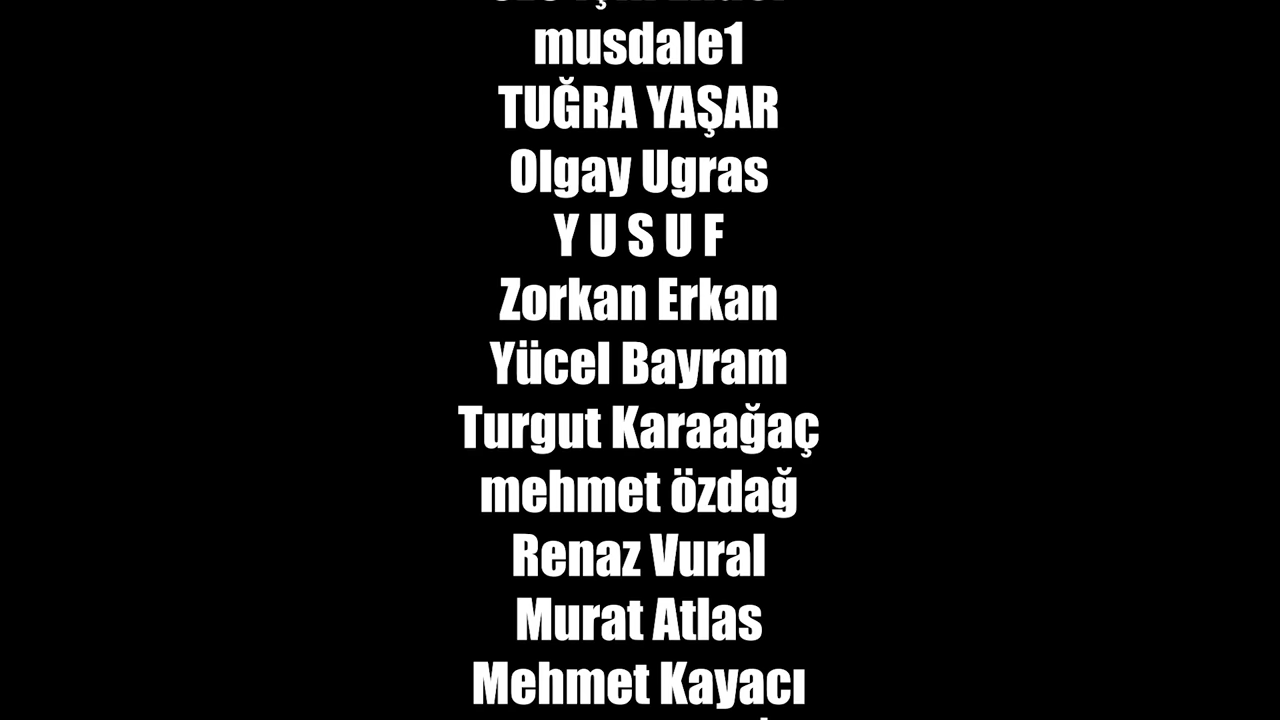 musdale1
TUĞRA YAŞAR
Olgay Ugras
Y U S U F
Zorkan Erkan
Yücel Bayram
Turgut Karaağaç
mehmet özdağ
Renaz Vural
Murat Atlas
Mehmet Kayacı